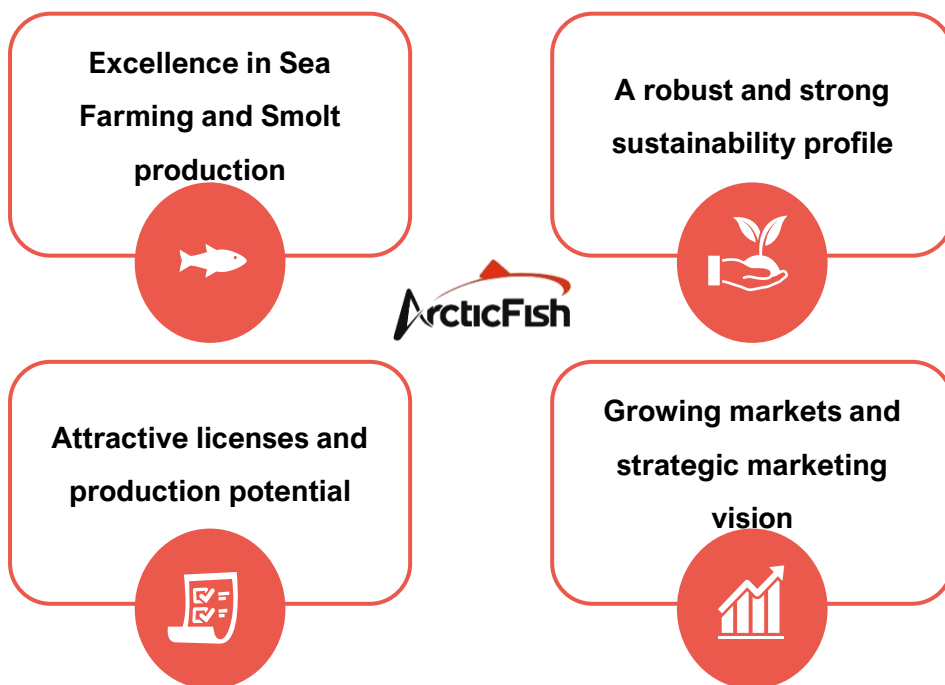 Excellence in Sea
Farming and Smolt
production
A robust and strong
sustainability profile
ArcticFish
Attractive licenses and
production potential
Growing markets and
strategic marketing
vision